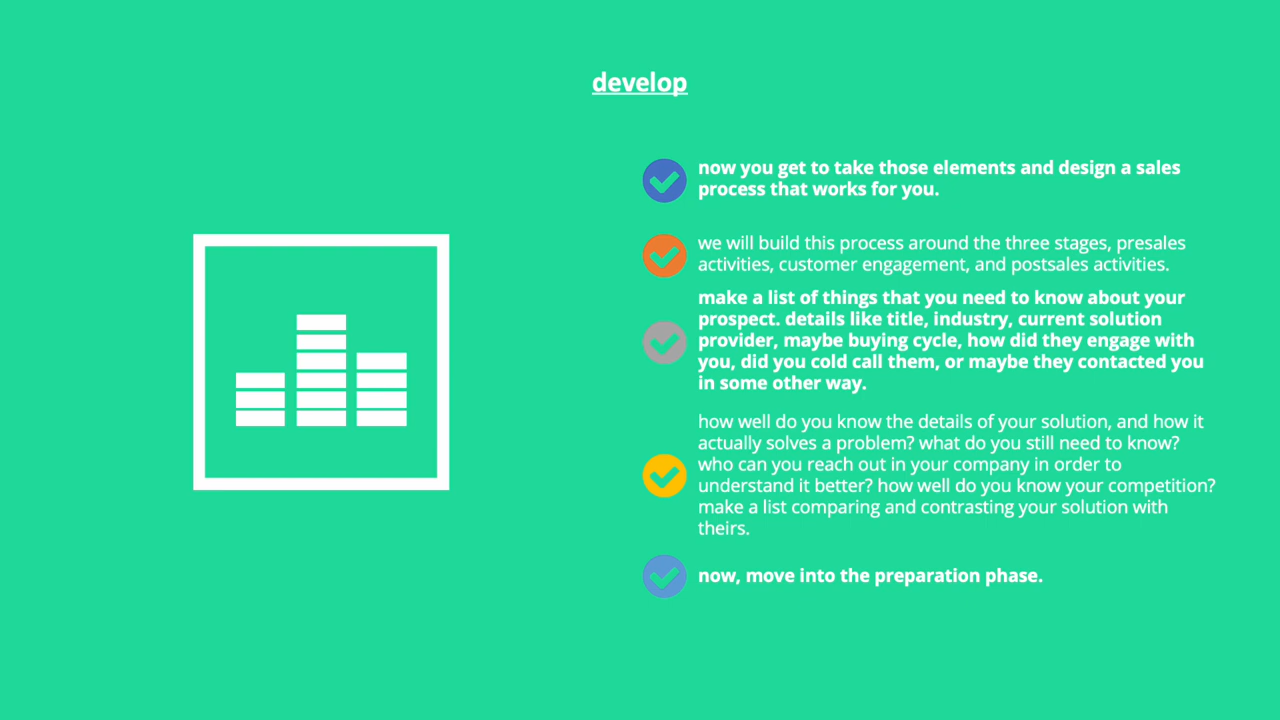 develop
now you get to take those elements and design a sales
process that works for you.
we will build this process around the three stages, presales
activities, customer engagement, and postsales activities.
make a list of things that you need to know about your
prospect. details like title, industry, current solution
provider, maybe buying cycle, how did they engage with
you, did you cold call them, or maybe they contacted you
in some other way.
how well do you know the details of your solution, and how it
actually solves a problem? what do you still need to know?
who can you reach out in your company in order to
understand it better? how well do you know your competition?
make a list comparing and contrasting your solution with
theirs.
now, move into the preparation phase.